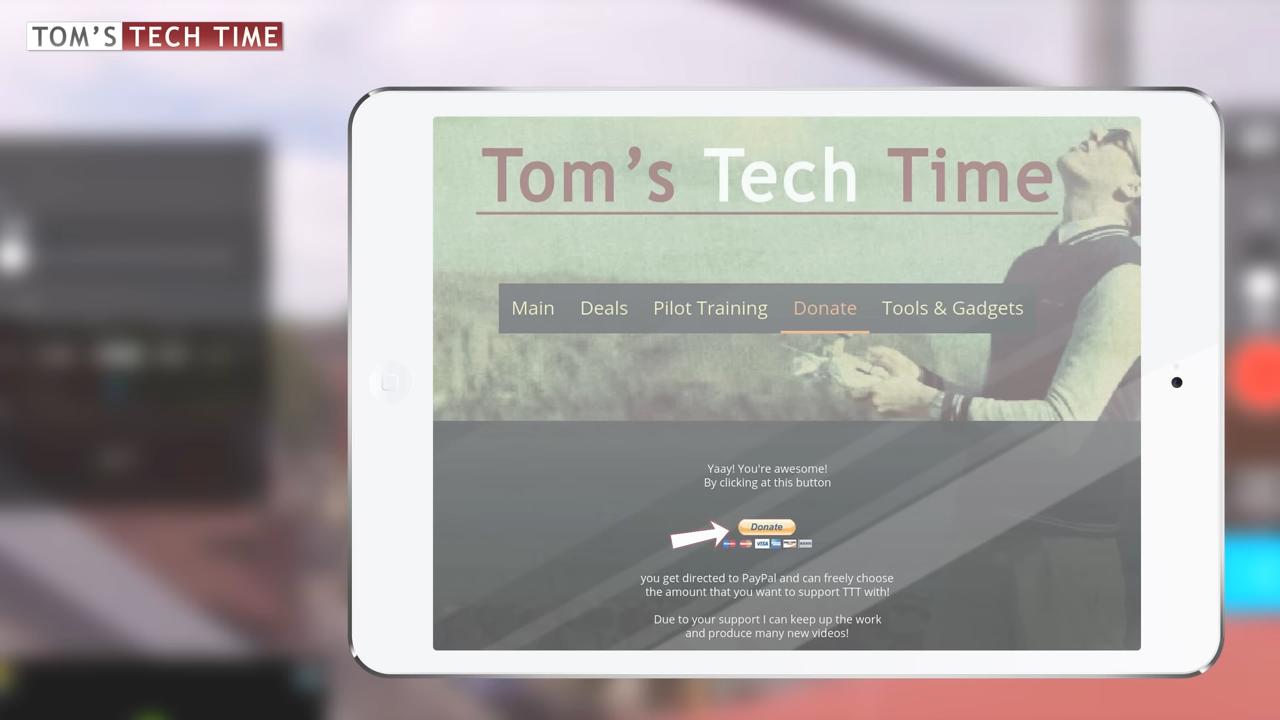 TOM'S TECH TIME
Tom's Tech Time
Main Deals Pilot Training Donate Tools & Gadgets
Yaay! You're awesome!
By clicking at this button
Donate
VISA
you get directed to PayPal and can freely choose
the amount that you want to support TTT with!
Due to your support I can keep up the work
and produce many new videos!